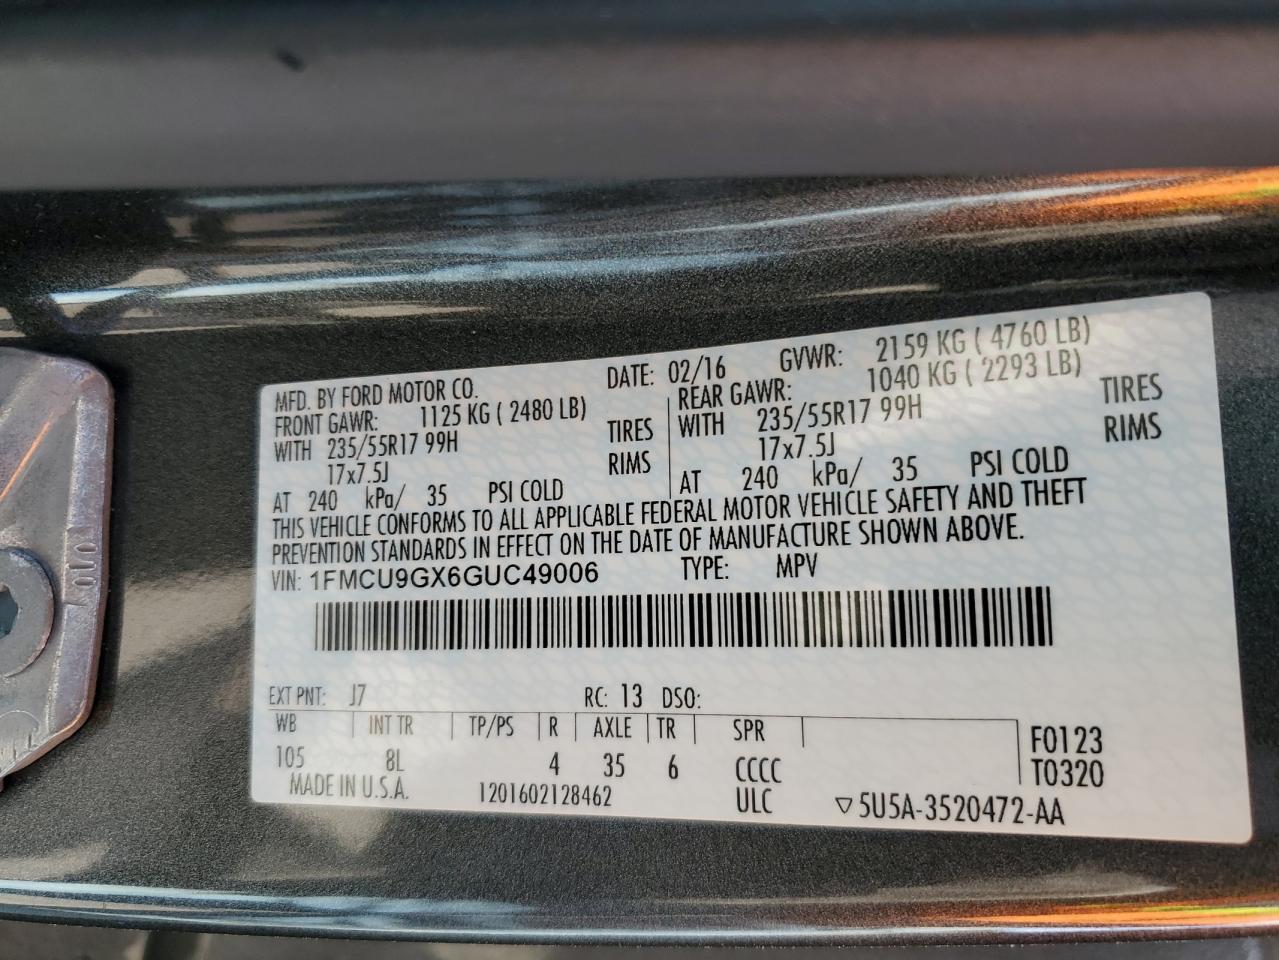 MFD. BY FORD MOTOR CO. DATE: 02/16 GVWR: 2159 KG ( 4760 LB)
FRONT GAWR: 1125 KG ( 2480 LB) REAR GAWR: 1040 KG ( 2293 LB)
WITH 235/55R17 99H TIRES WITH 235/55R17 99H TIRES
17x7.5J RIMS 17x7.5J RIMS
AT 240 kPa/ 35 PSI COLD AT 240 kPa/ 35 PSI COLD
THIS VEHICLE CONFORMS TO ALL APPLICABLE FEDERAL MOTOR VEHICLE SAFETY AND THEFT
PREVENTION STANDARDS IN EFFECT ON THE DATE OF MANUFACTURE SHOWN ABOVE.
VIN: 1FMCU9GX6GUC49006 TYPE: MPV
EXT PNT: J7 RC: 13 DSO:
WB INT TR TP/PS R AXLE TR SPR F0123
105 8L 4 35 6 CCCC T0320
MADE IN U.S.A. 1201602128462 ULC ▽5U5A-3520472-AA